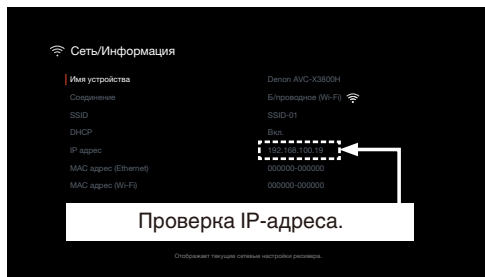 Сеть/Информация
Имя устройства Denon AVC-X3800H
Соединение Б/проводное (Wi-Fi)
SSID SSID-01
DHCP Вкл.
IP адрес 192.168.100.19
MAC адрес (Ethernet) 000000-000000
MAC адрес (Wi-Fi) 000000-000000
Проверка IP-адреса.
Отображает текущие сетевые настройки ресивера.